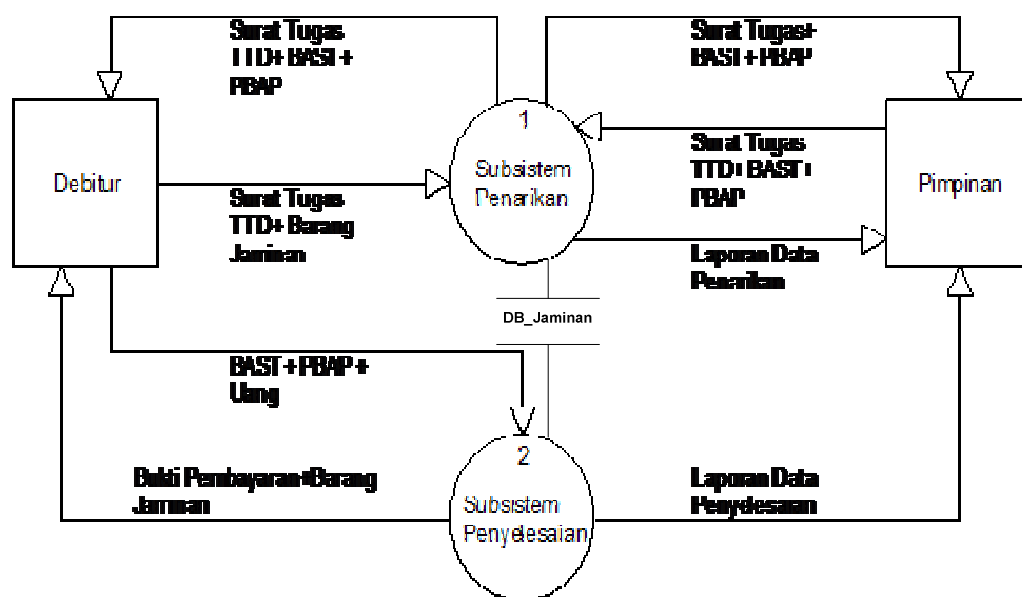 Surat Tugas
TTD+ BAST +
PBAP
Surat Tugas+
BAST + PBAP
Debitur
1
Subsistem
Penarikan
Surat Tugas
TTD+ BAST+
PBAP
Pimpinan
Surat Tugas
TTD+ Barang
Jaminan
Laporan Data
Penarikan
DB_Jaminan
BAST + PBAP +
Uang
2
Subsistem
Penyelesaian
Bukti Pembayaran+Barang
Jaminan
Laporan Data
Penyelesaian